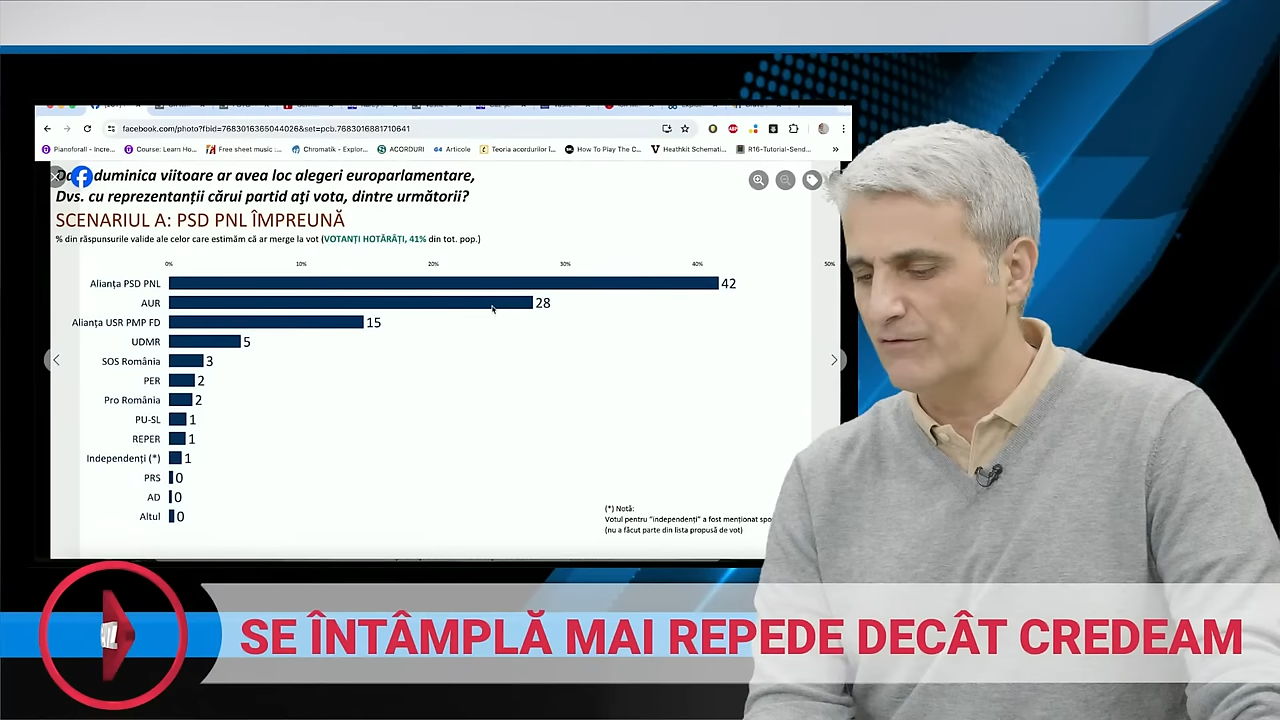 facebook.com/photo?fbid=7683016365044026&set=pcb.7683016881710641
Pianoforall - Incre... Course: Learn Ho... Free sheet music :... Chromatik - Explor... ACORDURI Articole Teoria acordurilor î... How To Play The C... Heathkit Schemati... R16-Tutorial-Send... »
duminica viitoare ar avea loc alegeri europarlamentare,
Dvs. cu reprezentanții cărui partid ați vota, dintre următorii?
SCENARIUL A: PSD PNL ÎMPREUNĂ
% din răspunsurile valide ale celor care estimăm că ar merge la vot (VOTANȚI HOTĂRÂȚI, 41% din tot. pop.)
0% 10% 20% 30% 40% 50%
Alianța PSD PNL 42
AUR 28
Alianța USR PMP FD 15
UDMR 5
SOS România 3
PER 2
Pro România 2
PU-SL 1
REPER 1
Independenți (*) 1
PRS 0
AD 0
Altul 0
(*) Notă:
Votul pentru "independenți" a fost menționat spo
(nu a făcut parte din lista propusă de vot)
SE ÎNTÂMPLĂ MAI REPEDE DECÂT CREDEAM